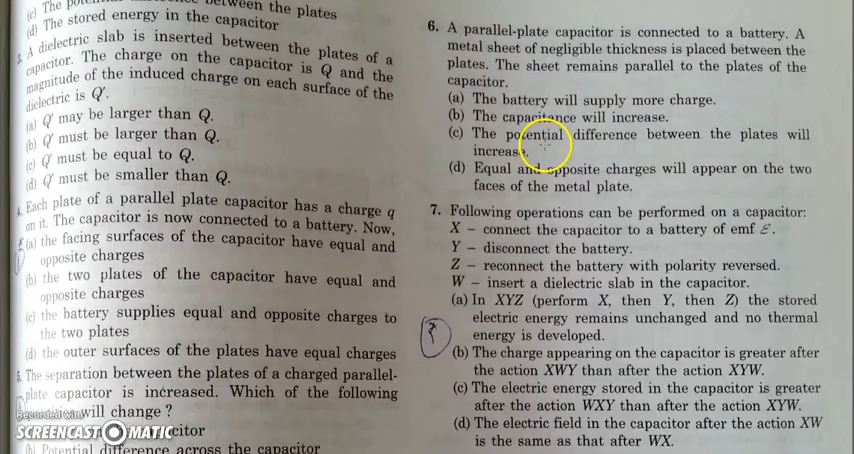 (c) The between the plates
(d) The stored energy in the capacitor
3. A dielectric slab is inserted between the plates of a
capacitor. The charge on the capacitor is Q and the
magnitude of the induced charge on each surface of the
dielectric is Q'.
(a) Q' may be larger than Q.
(b) Q' must be larger than Q.
(c) Q' must be equal to Q.
(d) Q' must be smaller than Q.
4. Each plate of a parallel plate capacitor has a charge q
on it. The capacitor is now connected to a battery. Now,
(a) the facing surfaces of the capacitor have equal and
opposite charges
(b) the two plates of the capacitor have equal and
opposite charges
(c) the battery supplies equal and opposite charges to
the two plates
(d) the outer surfaces of the plates have equal charges
5. The separation between the plates of a charged parallel-
plate capacitor is increased. Which of the following
will change ?
capacitor
(b) Potential difference across the capacitor
6. A parallel-plate capacitor is connected to a battery. A
metal sheet of negligible thickness is placed between the
plates. The sheet remains parallel to the plates of the
capacitor.
(a) The battery will supply more charge.
(b) The capacitance will increase.
(c) The potential difference between the plates will
increase.
(d) Equal and opposite charges will appear on the two
faces of the metal plate.
7. Following operations can be performed on a capacitor:
X – connect the capacitor to a battery of emf ℰ.
Y – disconnect the battery.
Z – reconnect the battery with polarity reversed.
W – insert a dielectric slab in the capacitor.
(a) In XYZ (perform X, then Y, then Z) the stored
electric energy remains unchanged and no thermal
energy is developed.
(b) The charge appearing on the capacitor is greater after
the action XWY than after the action XYW.
(c) The electric energy stored in the capacitor is greater
after the action WXY than after the action XYW.
(d) The electric field in the capacitor after the action XW
is the same as that after WX.
Recorded with
SCREENCAST-O-MATIC